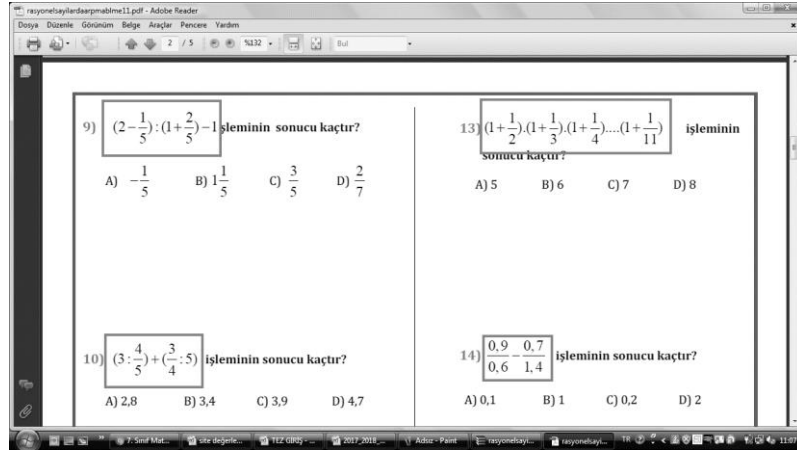 rasyonelsayilardaarpmablme11.pdf - Adobe Reader
Dosya Düzenle Görünüm Belge Araçlar Pencere Yardım
2 / 5 %132 Bul
9) (2-1/5):(1+2/5)-1 işleminin sonucu kaçtır?
A) -1/5 B) 1 1/5 C) 3/5 D) 2/7
10) (3:4/5)+(3/4:5) işleminin sonucu kaçtır?
A) 2,8 B) 3,4 C) 3,9 D) 4,7
13) (1+1/2).(1+1/3).(1+1/4)....(1+1/11) işleminin
sonucu kaçtır?
A) 5 B) 6 C) 7 D) 8
14) 0,9/0,6 - 0,7/1,4 işleminin sonucu kaçtır?
A) 0,1 B) 1 C) 0,2 D) 2
7. Sınıf Mat... site değerle... TEZ GİRİŞ - ... 2017_2018_... Adsız - Paint rasyonelsayi... rasyonelsayi... TR 11:07